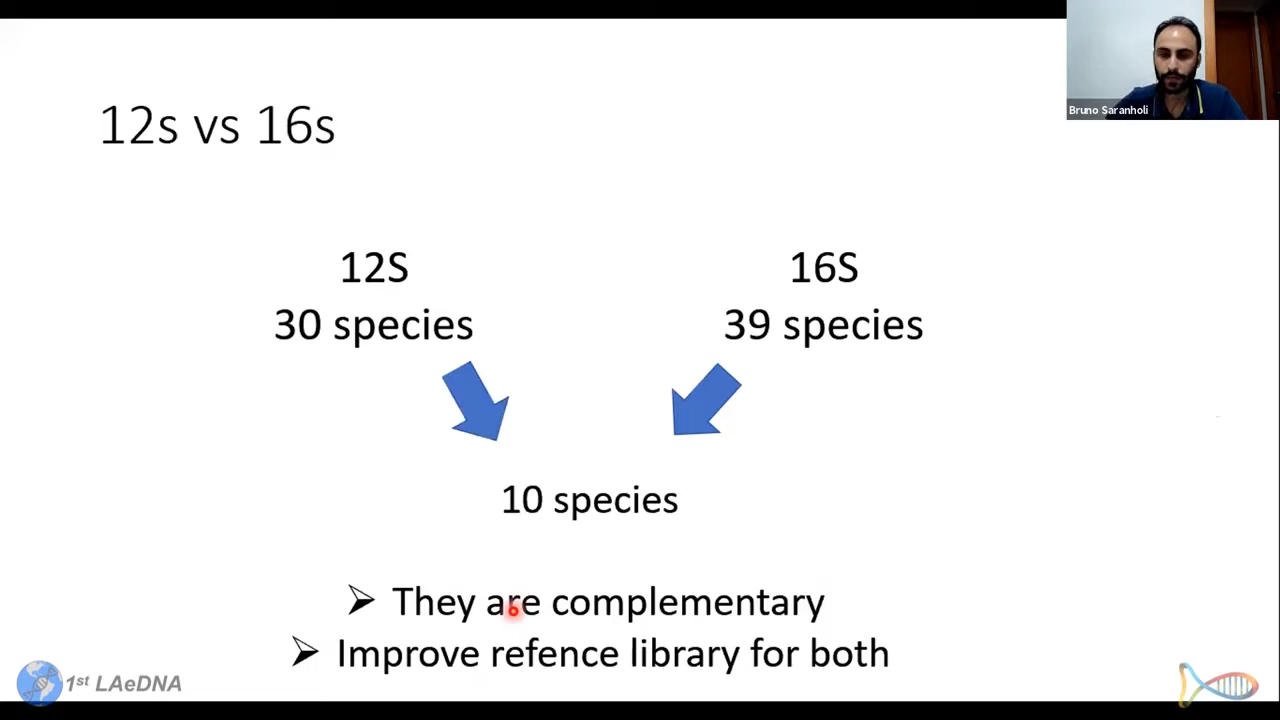 Bruno Saranholi
12s vs 16s
12S
30 species
16S
39 species
10 species
They are complementary
Improve refence library for both
1st LAeDNA